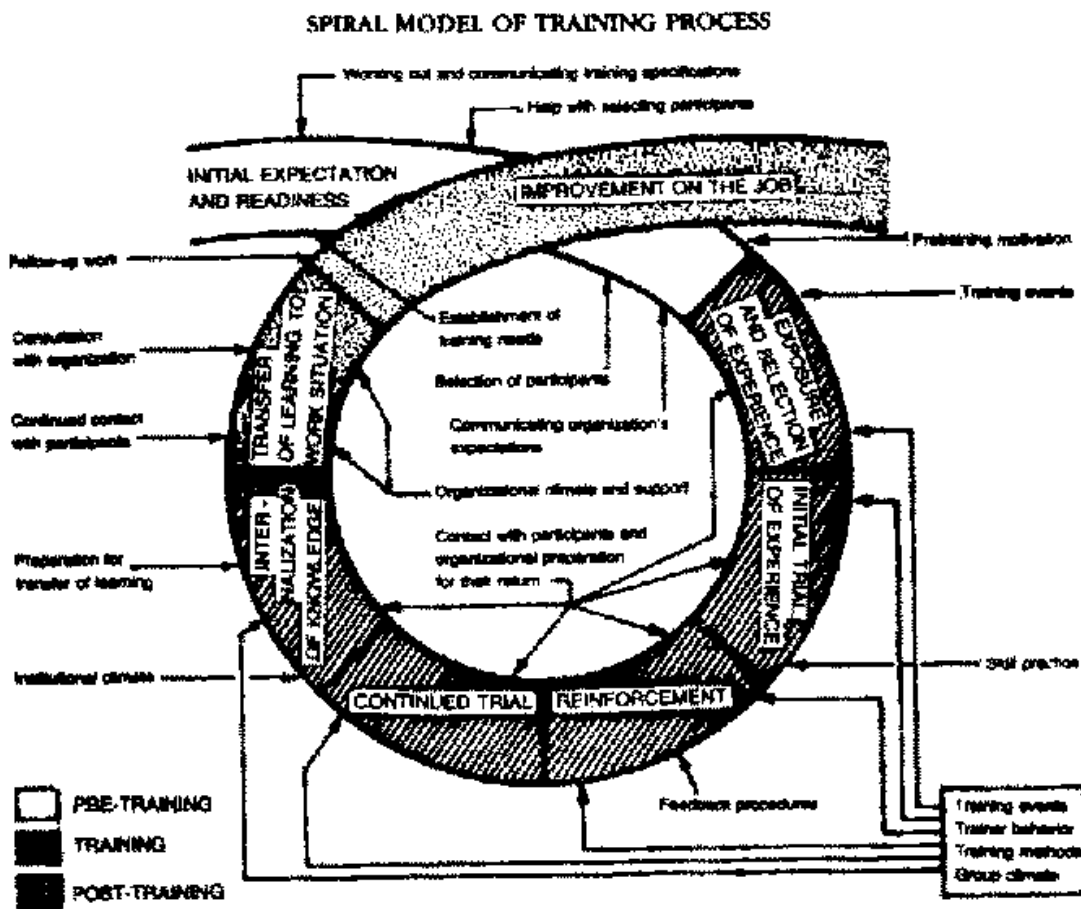 SPIRAL MODEL OF TRAINING PROCESS
Working out and communicating training specifications
Help with selecting participants
INITIAL EXPECTATION
AND READINESS
IMPROVEMENT ON THE JOB
Pretraining motivation
Follow-up work
Training events
Establishment of
training needs
Consultation
with organization
Selection of participants
TRANSFER
OF LEARNING TO
WORK SITUATION
EXPOSURE
AND RELECTION
OF EXPERIENCE
Continued contact
with participants
Communicating organization's
expectations
Organizational climate and support
INTER -
NALIZATION
OF KNOWLEDGE
INITIAL TRIAL
OF EXPERIENCE
Contact with participants and
organizational preparation
for their return
Preparation for
transfer of learning
Institutional climate
Skill practice
CONTINUED TRIAL
REINFORCEMENT
Feedback procedures
PRE-TRAINING
TRAINING
POST-TRAINING
Training events
Trainer behavior
Training methods
Group climate